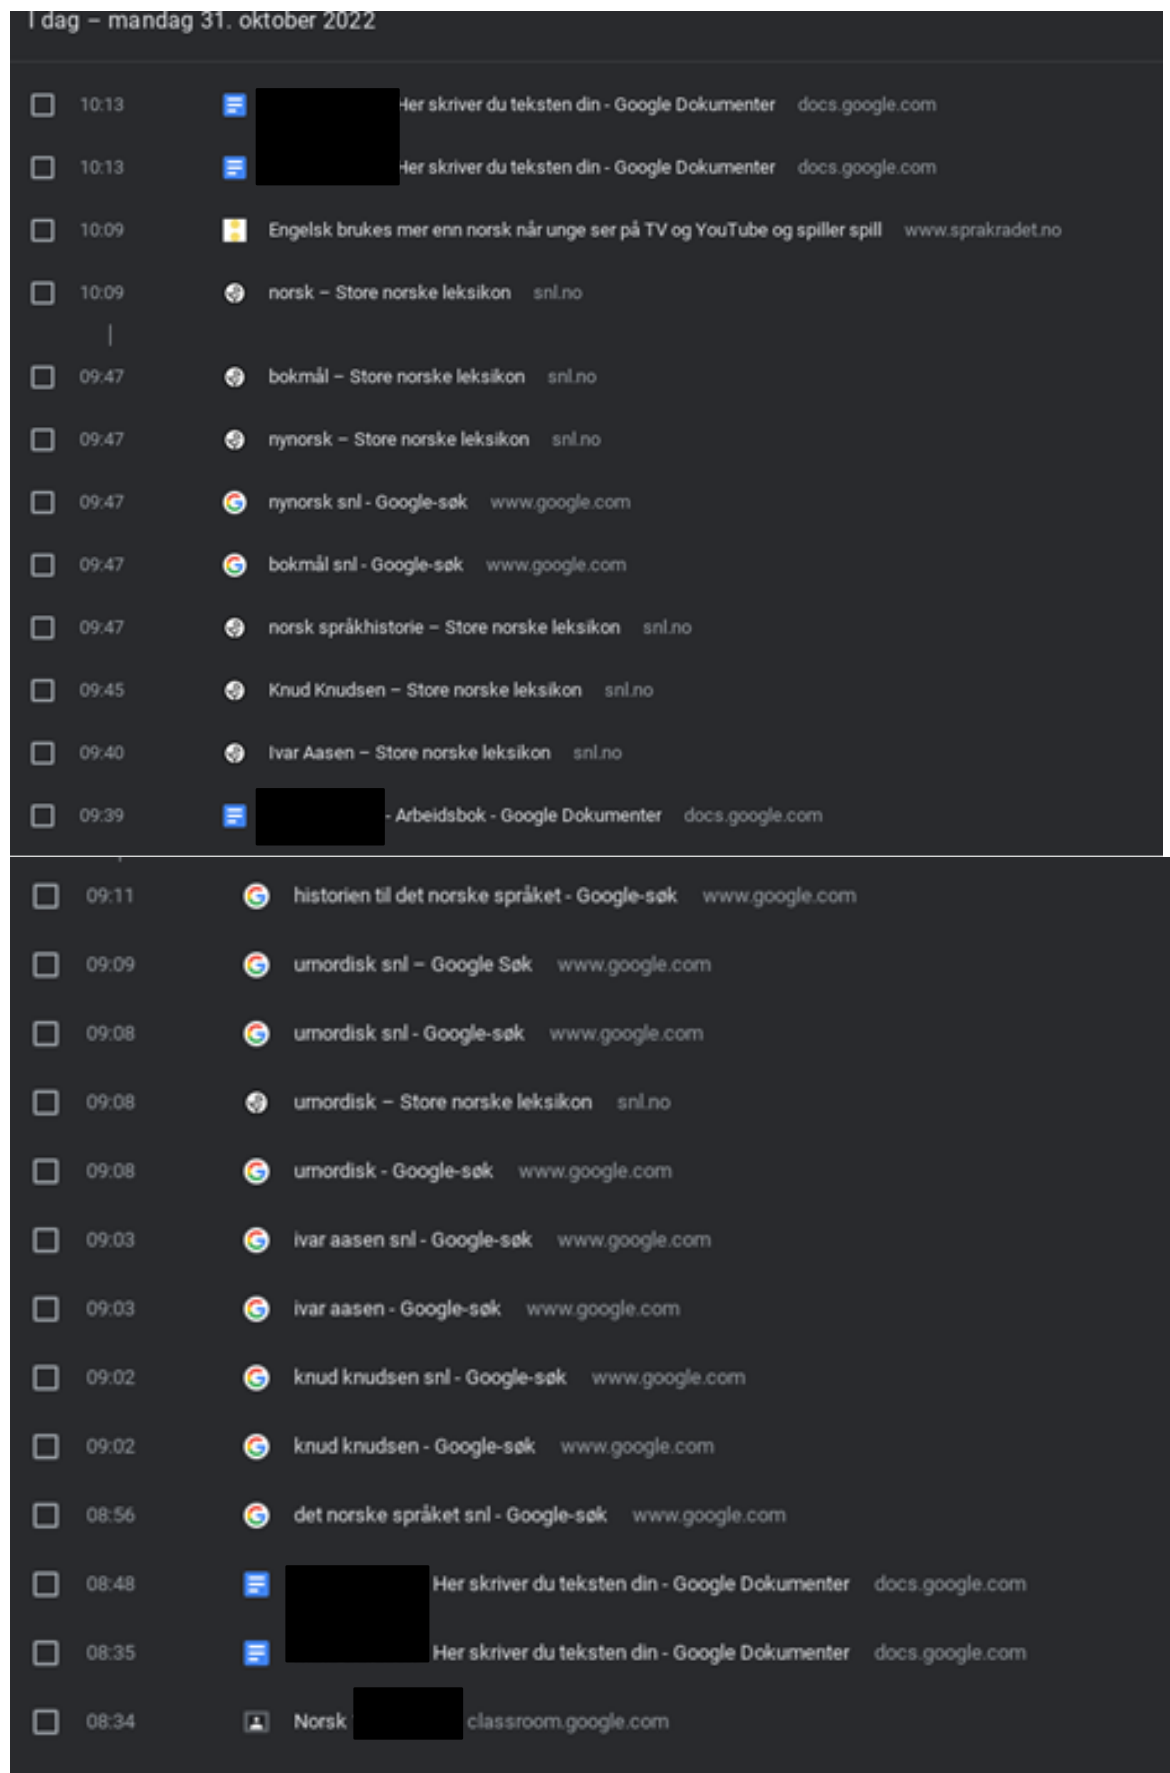 I dag – mandag 31. oktober 2022
10:13 Her skriver du teksten din - Google Dokumenter docs.google.com
10:13 Her skriver du teksten din - Google Dokumenter docs.google.com
10:09 Engelsk brukes mer enn norsk når unge ser på TV og YouTube og spiller spill www.sprakradet.no
10:09 norsk – Store norske leksikon snl.no
09:47 bokmål – Store norske leksikon snl.no
09:47 nynorsk – Store norske leksikon snl.no
09:47 nynorsk snl - Google-søk www.google.com
09:47 bokmål snl - Google-søk www.google.com
09:47 norsk språkhistorie – Store norske leksikon snl.no
09:45 Knud Knudsen – Store norske leksikon snl.no
09:40 Ivar Aasen – Store norske leksikon snl.no
09:39 - Arbeidsbok - Google Dokumenter docs.google.com
09:11 historien til det norske språket - Google-søk www.google.com
09:09 urnordisk snl – Google Søk www.google.com
09:08 urnordisk snl - Google-søk www.google.com
09:08 urnordisk – Store norske leksikon snl.no
09:08 urnordisk - Google-søk www.google.com
09:03 ivar aasen snl - Google-søk www.google.com
09:03 ivar aasen - Google-søk www.google.com
09:02 knud knudsen snl - Google-søk www.google.com
09:02 knud knudsen - Google-søk www.google.com
08:56 det norske språket snl - Google-søk www.google.com
08:48 Her skriver du teksten din - Google Dokumenter docs.google.com
08:35 Her skriver du teksten din - Google Dokumenter docs.google.com
08:34 Norsk classroom.google.com